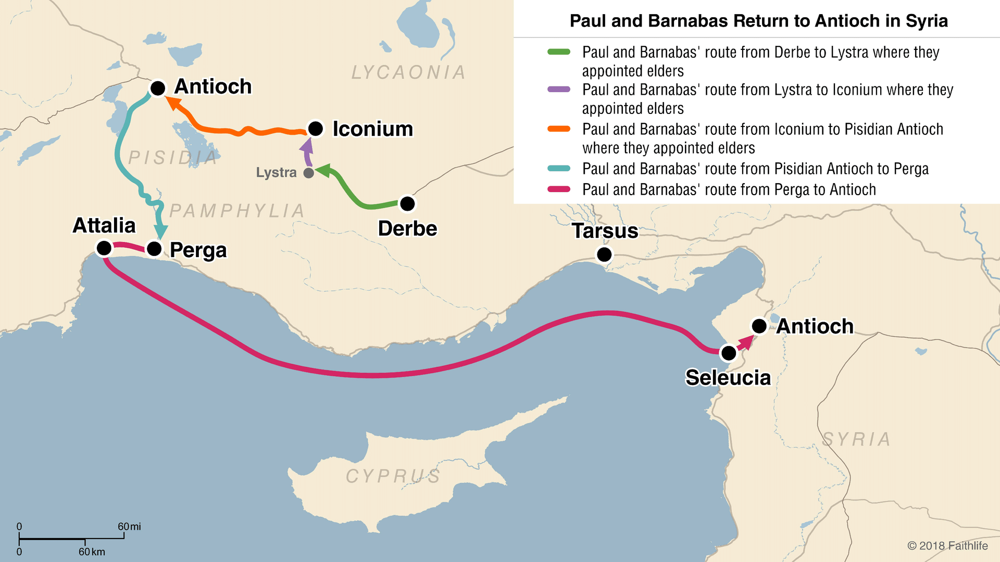 Paul and Barnabas Return to Antioch in Syria
Paul and Barnabas' route from Derbe to Lystra where they
appointed elders
Paul and Barnabas' route from Lystra to Iconium where they
appointed elders
Paul and Barnabas' route from Iconium to Pisidian Antioch
where they appointed elders
Paul and Barnabas' route from Pisidian Antioch to Perga
Paul and Barnabas' route from Perga to Antioch
LYCAONIA
Antioch
Iconium
PISIDIA
Lystra
PAMPHYLIA
Attalia
Derbe
Tarsus
Perga
Antioch
Seleucia
SYRIA
CYPRUS
0 60 mi
0 60 km
© 2018 Faithlife